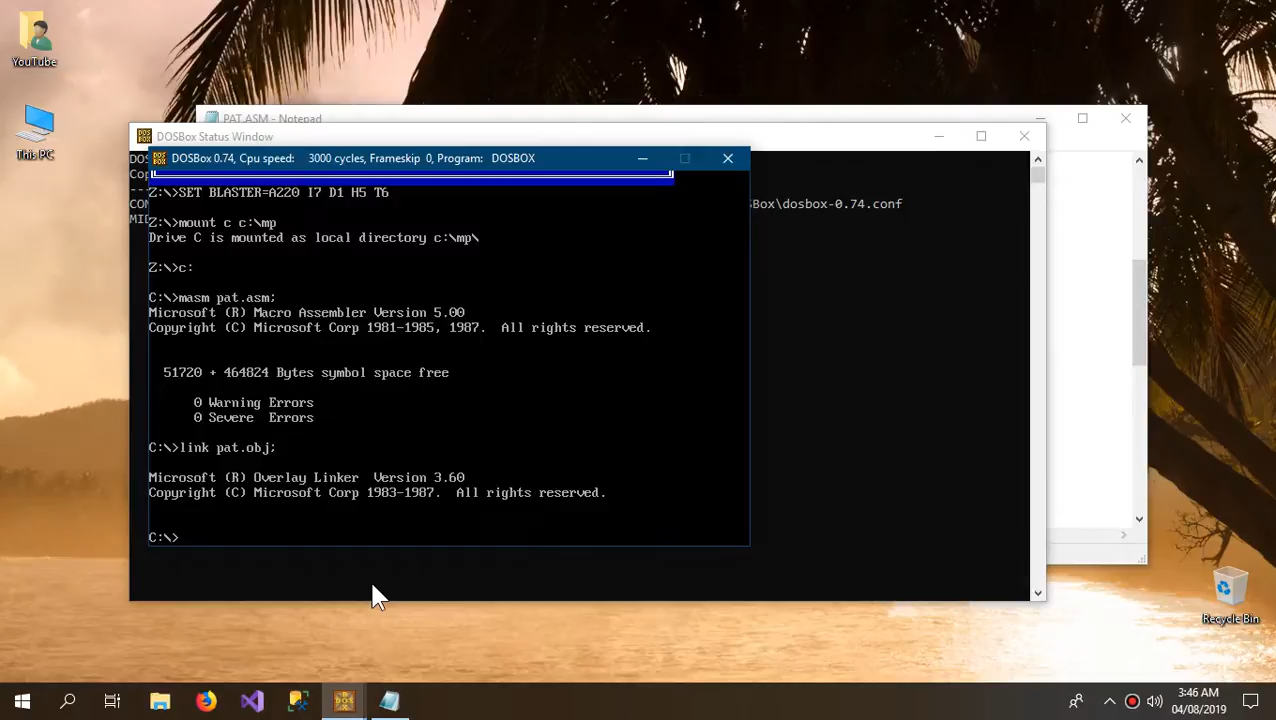 YouTube
This PC
PAT.ASM - Notepad
DOSBox Status Window
DOSBox 0.74, Cpu speed: 3000 cycles, Frameskip 0, Program: DOSBOX
Box\dosbox-0.74.conf
Z:\>SET BLASTER=A220 I7 D1 H5 T6
Z:\>mount c c:\mp
Drive C is mounted as local directory c:\mp\
Z:\>c:
C:\>masm pat.asm;
Microsoft (R) Macro Assembler Version 5.00
Copyright (C) Microsoft Corp 1981-1985, 1987.  All rights reserved.
51720 + 464824 Bytes symbol space free
0 Warning Errors
0 Severe  Errors
C:\>link pat.obj;
Microsoft (R) Overlay Linker  Version 3.60
Copyright (C) Microsoft Corp 1983-1987.  All rights reserved.
C:\>
Recycle Bin
3:46 AM
04/08/2019